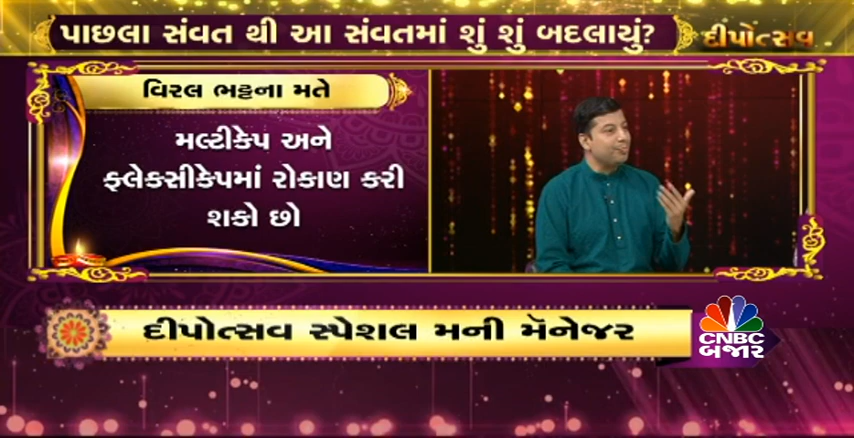 પાછલા સંવત થી આ સંવતમાં શું શું બદલાયું?
દીપોત્સવ
વિરલ ભટ્ટના મતે
મલ્ટીકેપ અને
ફ્લેકસીકેપમાં રોકાણ કરી
શકો છો
દીપોત્સવ સ્પેશલ મની મૅનેજર
CNBC
બજાર